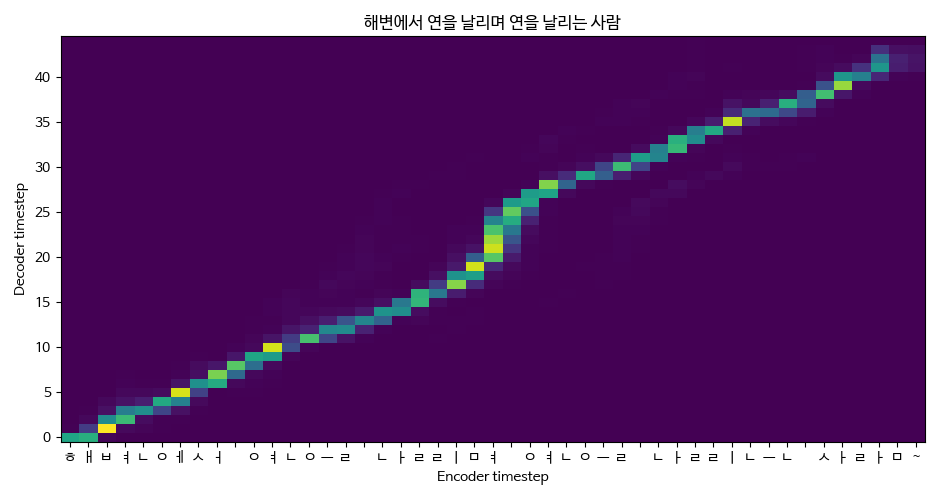 해변에서 연을 날리며 연을 날리는 사람
40
35
30
25
20
15
10
5
0
Decoder timestep
ㅎ ㅐ ㅂ ㅕ ㄴ ㅇ ㅔ ㅅ ㅓ ㅇ ㅕ ㄴ ㅇ ㅡ ㄹ ㄴ ㅏ ㄹ ㄹ ㅣ ㅁ ㅕ ㅇ ㅕ ㄴ ㅇ ㅡ ㄹ ㄴ ㅏ ㄹ ㄹ ㅣ ㄴ ㅡ ㄴ ㅅ ㅏ ㄹ ㅏ ㅁ ~
Encoder timestep